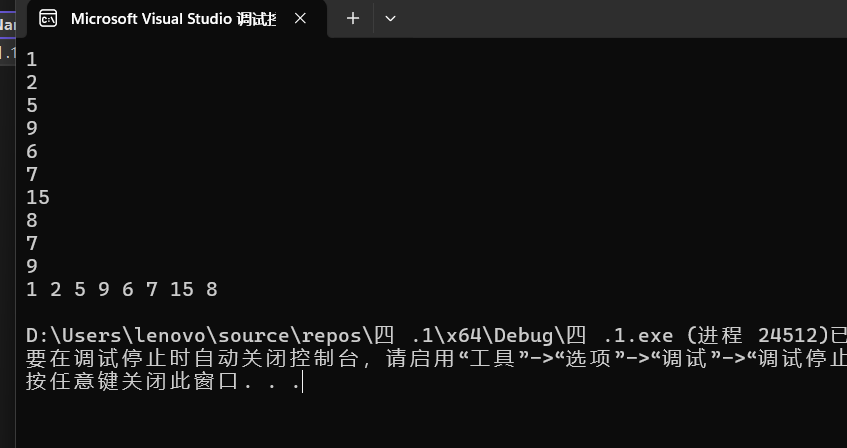 Microsoft Visual Studio 调试控
1
2
5
9
6
7
15
8
7
9
1 2 5 9 6 7 15 8
D:\Users\lenovo\source\repos\四 .1\x64\Debug\四 .1.exe (进程 24512)已
要在调试停止时自动关闭控制台，请启用“工具”->“选项”->“调试”->“调试停止
按任意键关闭此窗口. . .